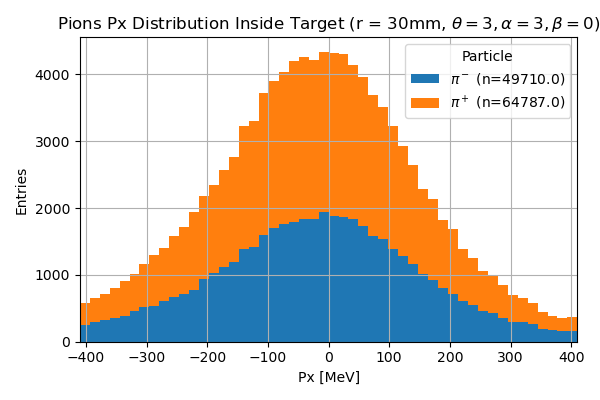 Pions Px Distribution Inside Target (r = 30mm, θ = 3, α = 3, β = 0)
Particle
π⁻ (n=49710.0)
π⁺ (n=64787.0)
4000
3000
2000
1000
0
Entries
−400 −300 −200 −100 0 100 200 300 400
Px [MeV]